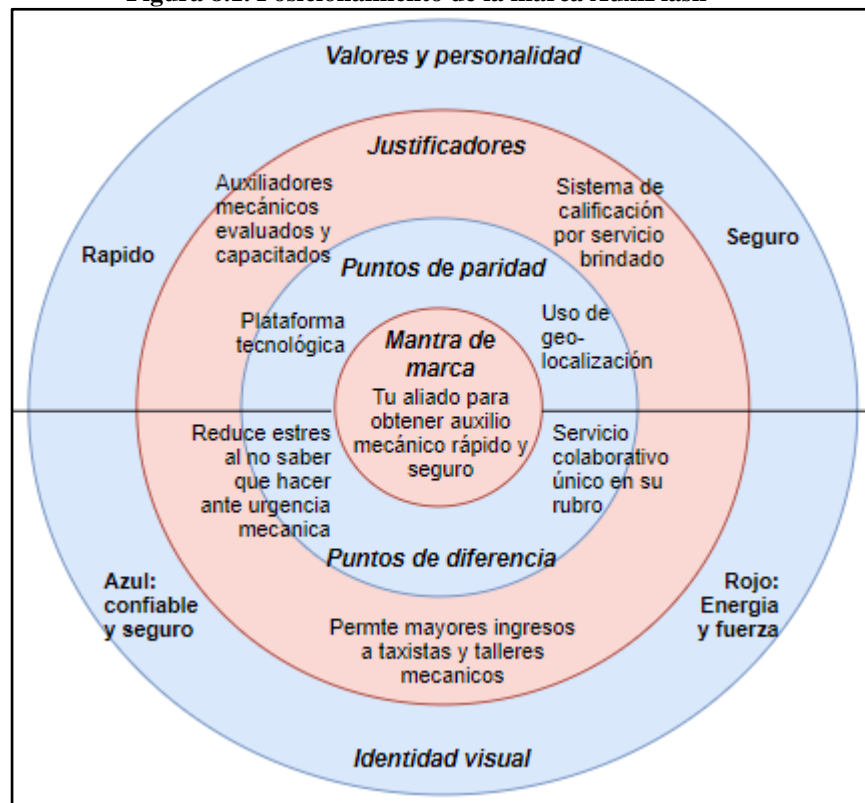 Valores y personalidad
Justificadores
Auxiliadores
mecánicos
evaluados y
capacitados
Sistema de
calificación
por servicio
brindado
Rapido
Seguro
Puntos de paridad
Plataforma
tecnológica
Uso de
geo-
localización
Mantra de
marca
Tu aliado para
obtener auxilio
mecánico rápido y
seguro
Reduce estres
al no saber
que hacer
ante urgencia
mecanica
Servicio
colaborativo
único en su
rubro
Puntos de diferencia
Azul:
confiable
y seguro
Rojo:
Energia
y fuerza
Permte mayores ingresos
a taxistas y talleres
mecanicos
Identidad visual